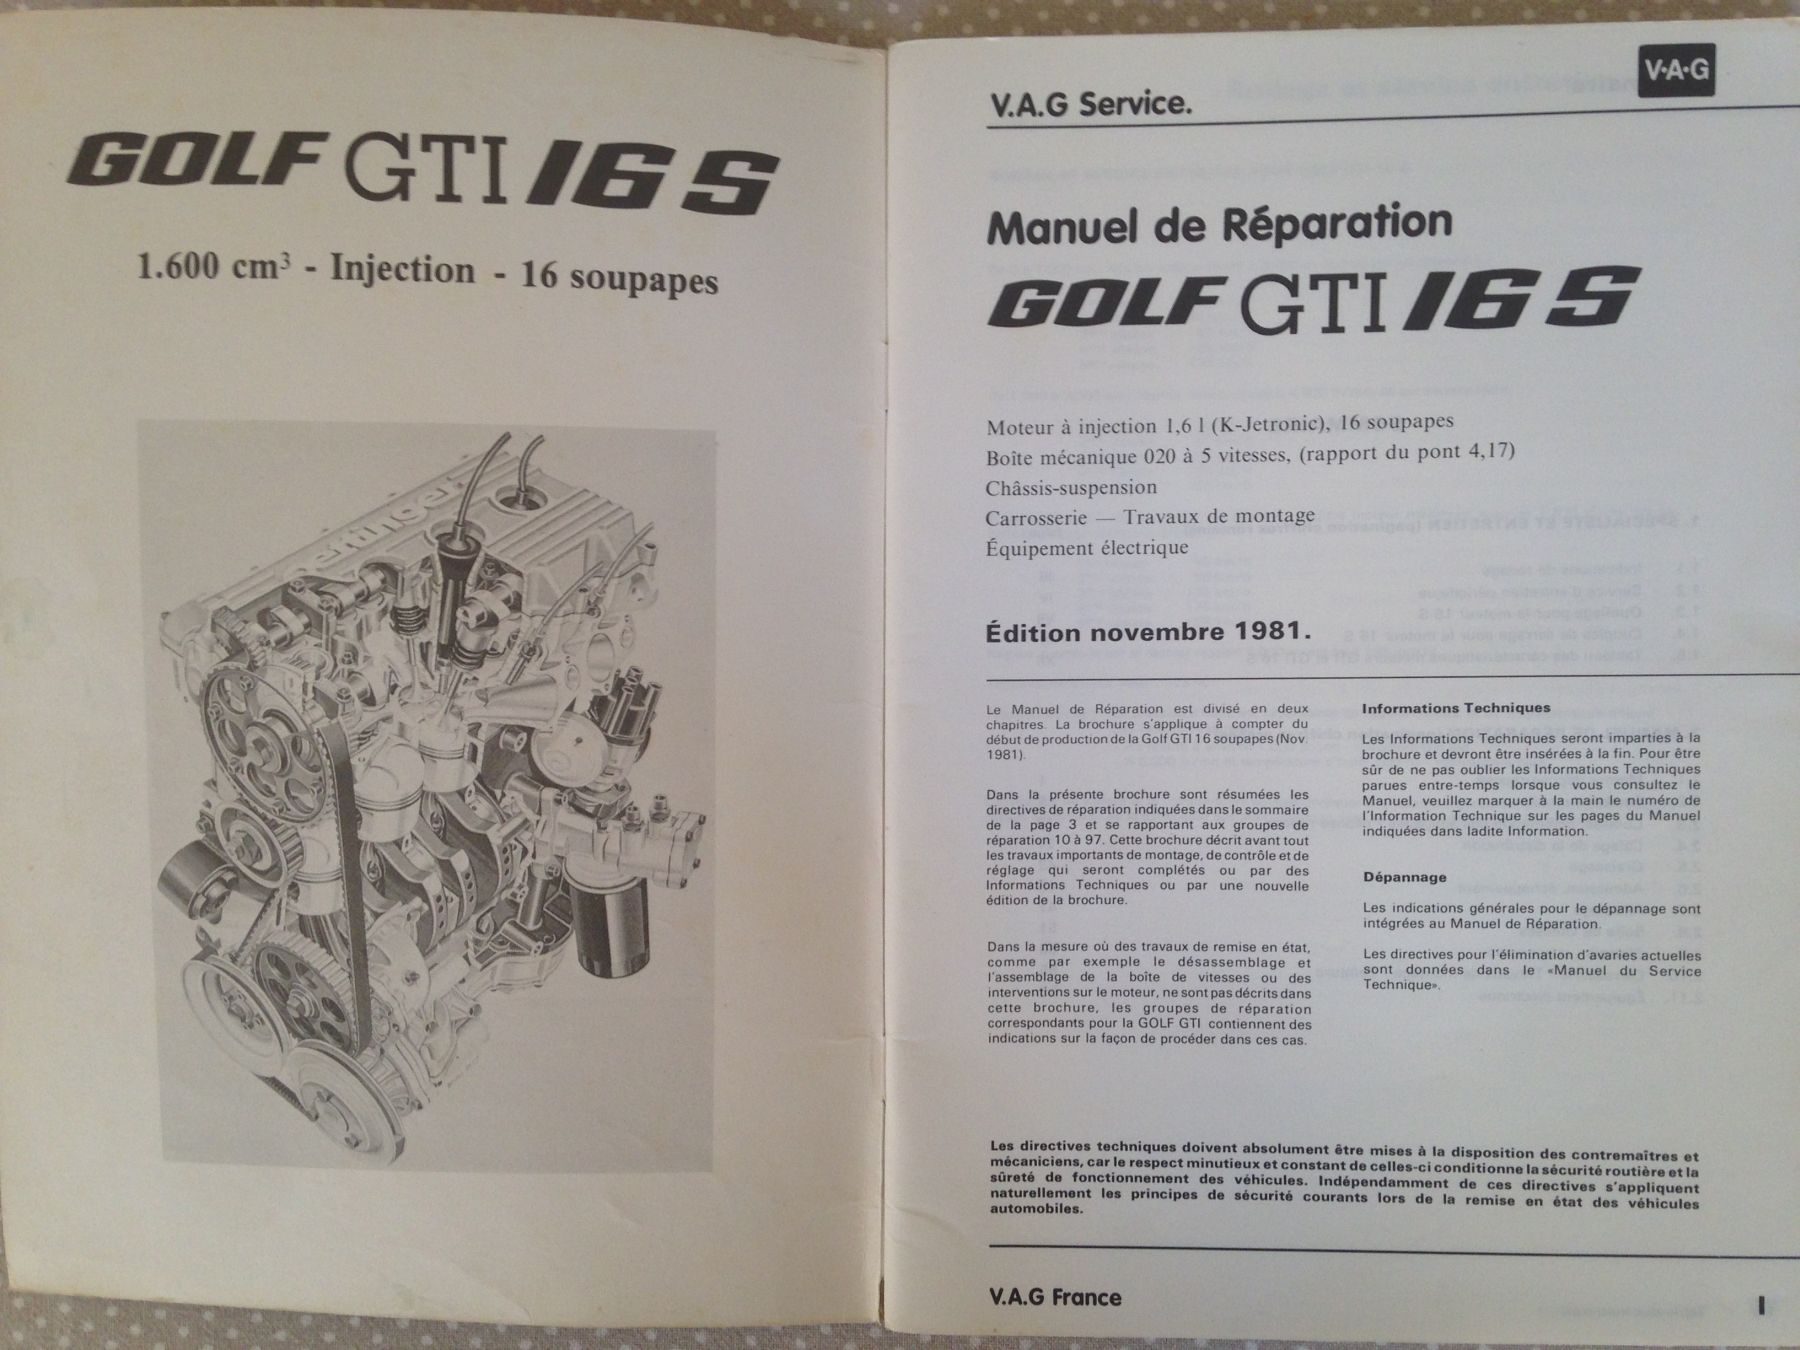 GOLF GTI 16 S
1.600 cm³ - Injection - 16 soupapes
oettinger
V·A·G
V.A.G Service.
Manuel de Réparation
GOLF GTI 16 S
Moteur à injection 1,6 l (K-Jetronic), 16 soupapes
Boîte mécanique 020 à 5 vitesses, (rapport du pont 4,17)
Châssis-suspension
Carrosserie — Travaux de montage
Équipement électrique
Édition novembre 1981.
Le Manuel de Réparation est divisé en deux
chapitres. La brochure s'applique à compter du
début de production de la Golf GTI 16 soupapes (Nov.
1981).
Dans la présente brochure sont résumées les
directives de réparation indiquées dans le sommaire
de la page 3 et se rapportant aux groupes de
réparation 10 à 97. Cette brochure décrit avant tout
les travaux importants de montage, de contrôle et de
réglage qui seront complétés ou par des
Informations Techniques ou par une nouvelle
édition de la brochure.
Dans la mesure où des travaux de remise en état,
comme par exemple le désassemblage et
l'assemblage de la boîte de vitesses ou des
interventions sur le moteur, ne sont pas décrits dans
cette brochure, les groupes de réparation
correspondants pour la GOLF GTI contiennent des
indications sur la façon de procéder dans ces cas.
Informations Techniques
Les Informations Techniques seront imparties à la
brochure et devront être insérées à la fin. Pour être
sûr de ne pas oublier les Informations Techniques
parues entre-temps lorsque vous consultez le
Manuel, veuillez marquer à la main le numéro de
l'Information Technique sur les pages du Manuel
indiquées dans ladite Information.
Dépannage
Les indications générales pour le dépannage sont
intégrées au Manuel de Réparation.
Les directives pour l'élimination d'avaries actuelles
sont données dans le «Manuel du Service
Technique».
Les directives techniques doivent absolument être mises à la disposition des contremaîtres et
mécaniciens, car le respect minutieux et constant de celles-ci conditionne la sécurité routière et la
sûreté de fonctionnement des véhicules. Indépendamment de ces directives s'appliquent
naturellement les principes de sécurité courants lors de la remise en état des véhicules
automobiles.
V.A.G France
I